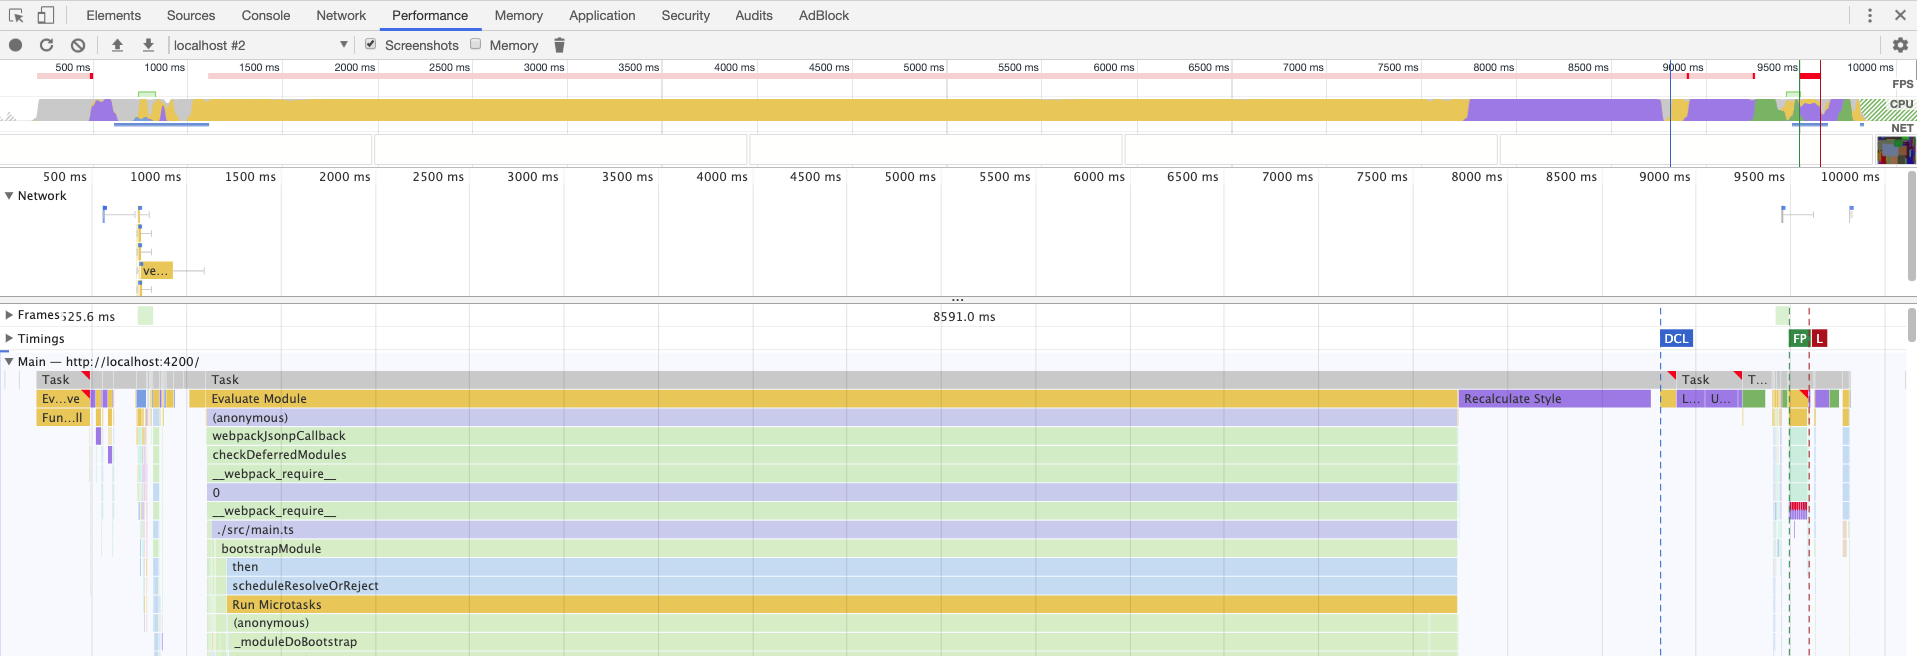 Elements Sources Console Network Performance Memory Application Security Audits AdBlock
localhost #2 Screenshots Memory
500 ms 1000 ms 1500 ms 2000 ms 2500 ms 3000 ms 3500 ms 4000 ms 4500 ms 5000 ms 5500 ms 6000 ms 6500 ms 7000 ms 7500 ms 8000 ms 8500 ms 9000 ms 9500 ms 10000 ms
FPS
CPU
NET
500 ms 1000 ms 1500 ms 2000 ms 2500 ms 3000 ms 3500 ms 4000 ms 4500 ms 5000 ms 5500 ms 6000 ms 6500 ms 7000 ms 7500 ms 8000 ms 8500 ms 9000 ms 9500 ms 10000 ms
Network
ve...
...
Frames 525.6 ms 8591.0 ms
Timings DCL FP L
Main — http://localhost:4200/
Task Task Task T...
Ev...ve Evaluate Module Recalculate Style L... U...
Fun...ll (anonymous)
webpackJsonpCallback
checkDeferredModules
__webpack_require__
0
__webpack_require__
./src/main.ts
bootstrapModule
then
scheduleResolveOrReject
Run Microtasks
(anonymous)
_moduleDoBootstrap